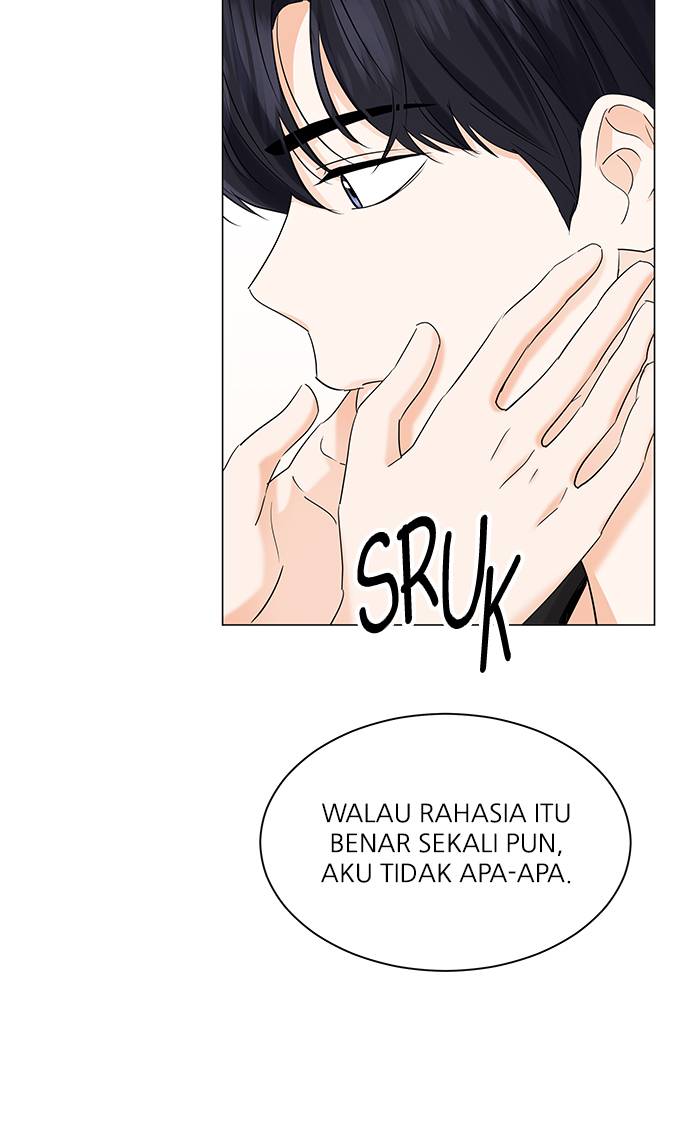 SRUK
WALAU RAHASIA ITU
BENAR SEKALI PUN,
AKU TIDAK APA-APA.